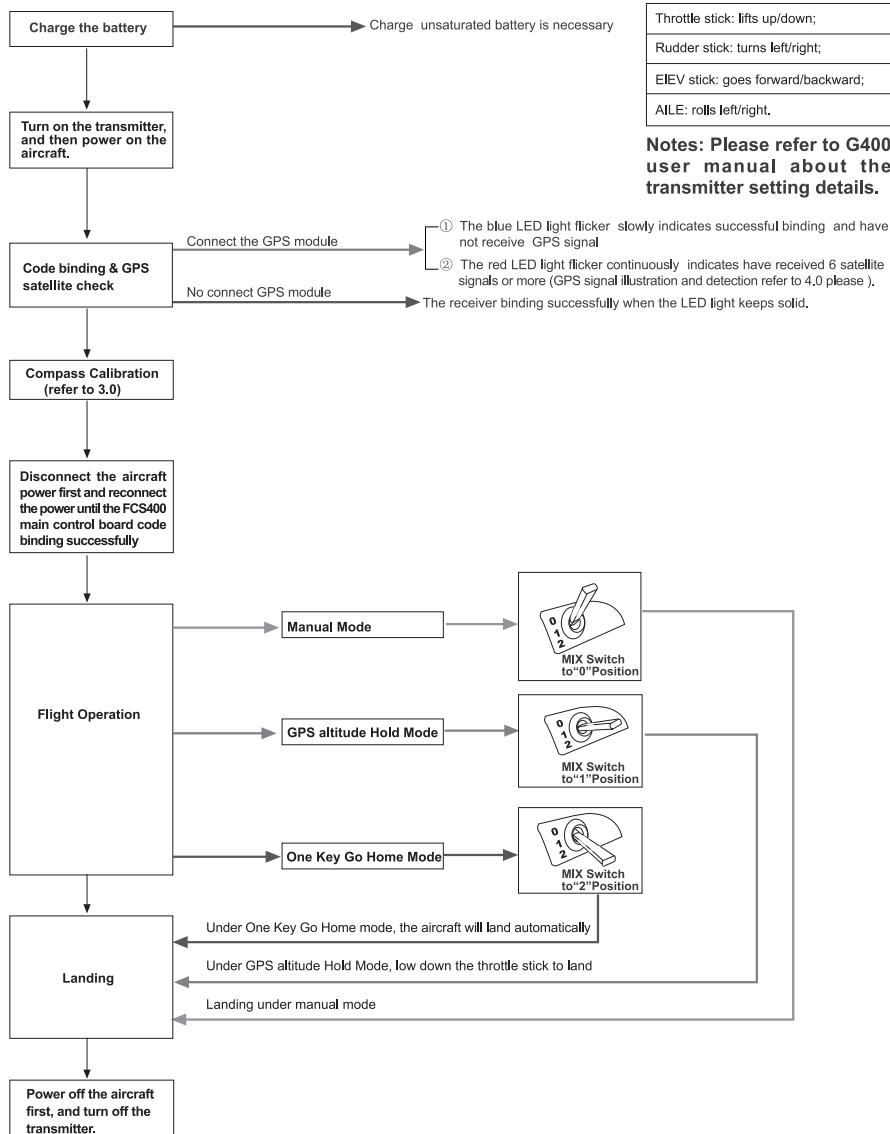 Charge the battery
Charge unsaturated battery is necessary
Throttle stick: lifts up/down;
Rudder stick: turns left/right;
ElEV stick: goes forward/backward;
AILE: rolls left/right.
Notes: Please refer to G400
user manual about the
transmitter setting details.
Turn on the transmitter,
and then power on the
aircraft.
Code binding & GPS
satellite check
Connect the GPS module
① The blue LED light flicker slowly indicates successful binding and have
not receive GPS signal
② The red LED light flicker continuously indicates have received 6 satellite
signals or more (GPS signal illustration and detection refer to 4.0 please ).
No connect GPS module
The receiver binding successfully when the LED light keeps solid.
Compass Calibration
(refer to 3.0)
Disconnect the aircraft
power first and reconnect
the power until the FCS400
main control board code
binding successfully
Flight Operation
Manual Mode
0
1
2
MIX Switch
to“0”Position
GPS altitude Hold Mode
0
1
2
MIX Switch
to“1”Position
One Key Go Home Mode
0
1
2
MIX Switch
to“2”Position
Landing
Under One Key Go Home mode, the aircraft will land automatically
Under GPS altitude Hold Mode, low down the throttle stick to land
Landing under manual mode
Power off the aircraft
first, and turn off the
transmitter.